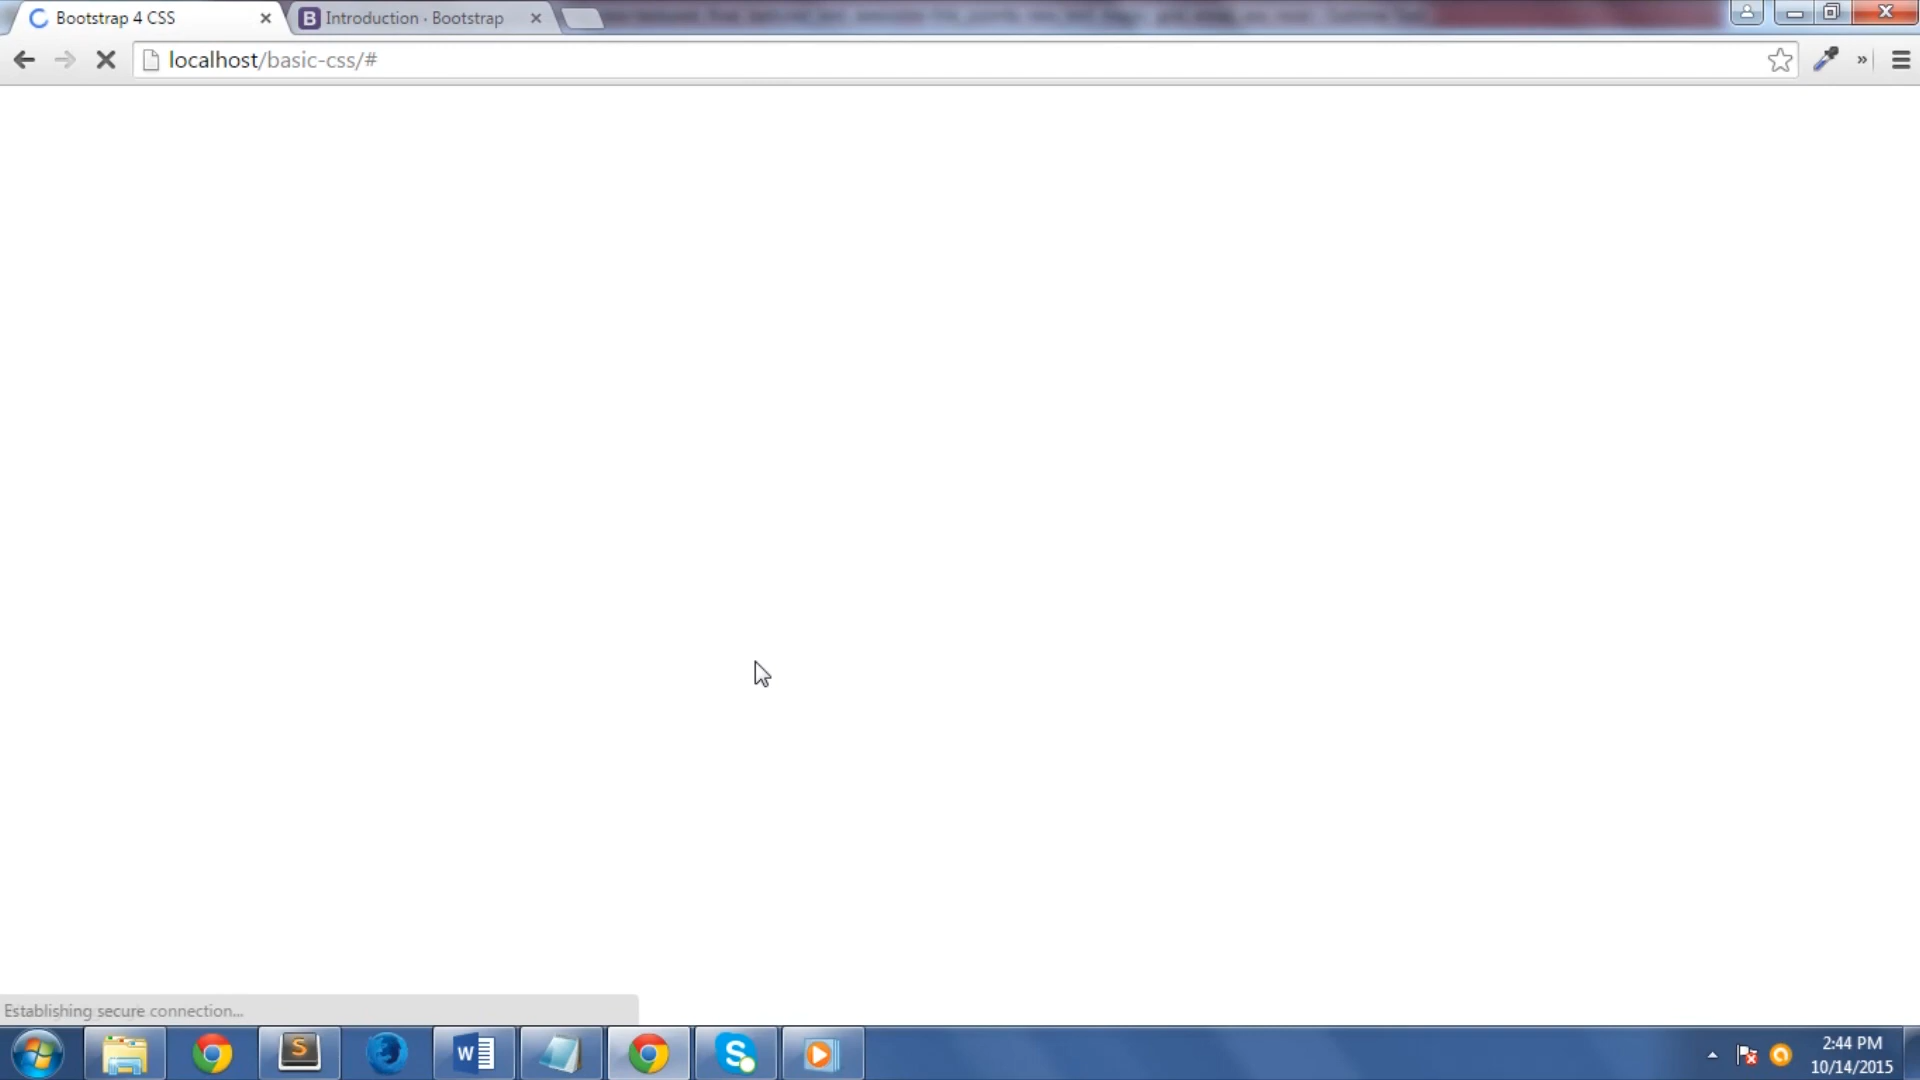 Bootstrap 4 CSS
Introduction · Bootstrap
localhost/basic-css/#
Establishing secure connection...
2:44 PM
10/14/2015